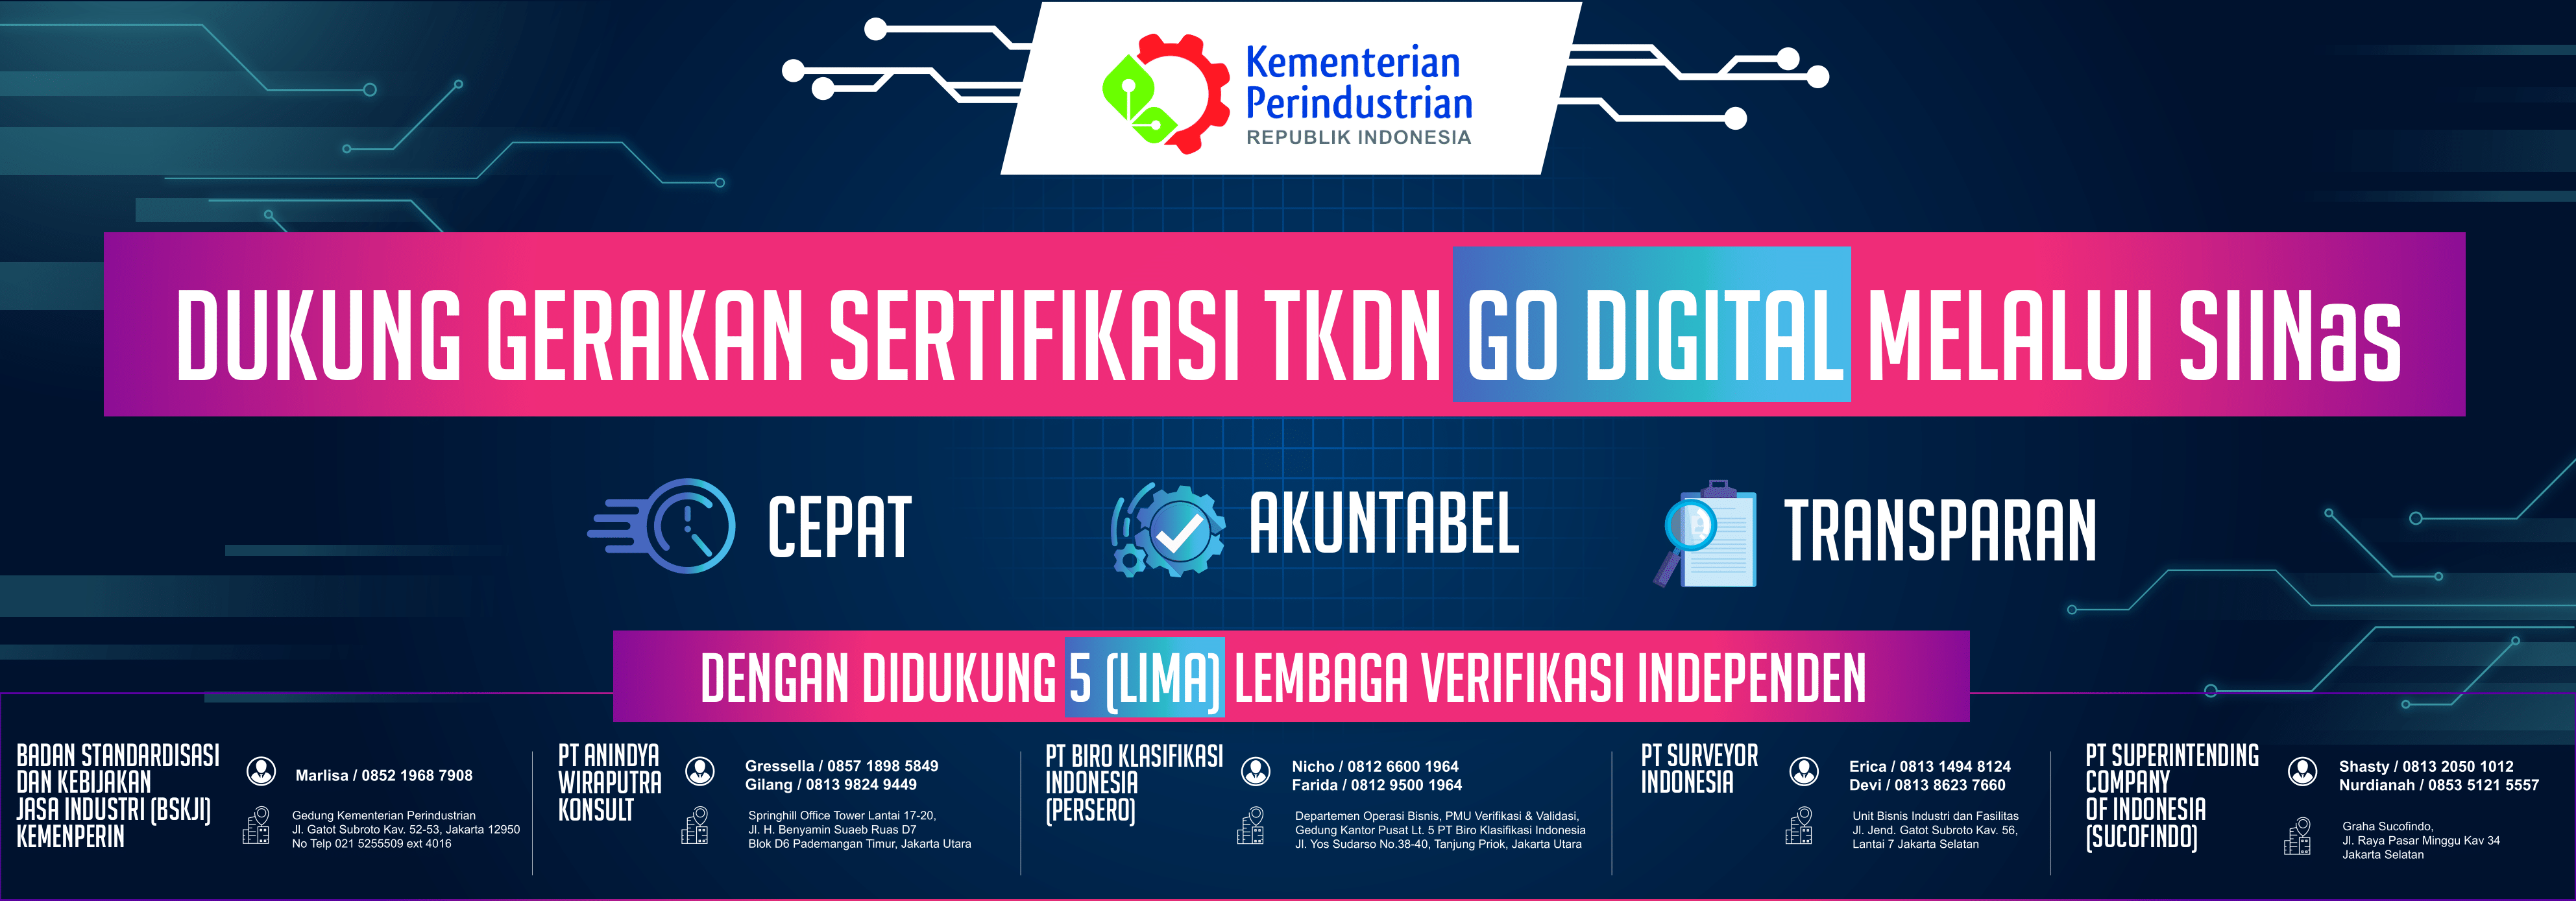 Kementerian
Perindustrian
REPUBLIK INDONESIA
DUKUNG GERAKAN SERTIFIKASI TKDN GO DIGITAL MELALUI SIINas
CEPAT
AKUNTABEL
TRANSPARAN
DENGAN DIDUKUNG 5 (LIMA) LEMBAGA VERIFIKASI INDEPENDEN
BADAN STANDARDISASI
DAN KEBIJAKAN
JASA INDUSTRI (BSKJI)
KEMENPERIN
Marlisa / 0852 1968 7908
Gedung Kementerian Perindustrian
Jl. Gatot Subroto Kav. 52-53, Jakarta 12950
No Telp 021 5255509 ext 4016
PT ANINDYA
WIRAPUTRA
KONSULT
Gressella / 0857 1898 5849
Gilang / 0813 9824 9449
Springhill Office Tower Lantai 17-20,
Jl. H. Benyamin Suaeb Ruas D7
Blok D6 Pademangan Timur, Jakarta Utara
PT BIRO KLASIFIKASI
INDONESIA
(PERSERO)
Nicho / 0812 6600 1964
Farida / 0812 9500 1964
Departemen Operasi Bisnis, PMU Verifikasi & Validasi,
Gedung Kantor Pusat Lt. 5 PT Biro Klasifikasi Indonesia
Jl. Yos Sudarso No.38-40, Tanjung Priok, Jakarta Utara
PT SURVEYOR
INDONESIA
Erica / 0813 1494 8124
Devi / 0813 8623 7660
Unit Bisnis Industri dan Fasilitas
Jl. Jend. Gatot Subroto Kav. 56,
Lantai 7 Jakarta Selatan
PT SUPERINTENDING
COMPANY
OF INDONESIA
(SUCOFINDO)
Shasty / 0813 2050 1012
Nurdianah / 0853 5121 5557
Graha Sucofindo,
Jl. Raya Pasar Minggu Kav 34
Jakarta Selatan